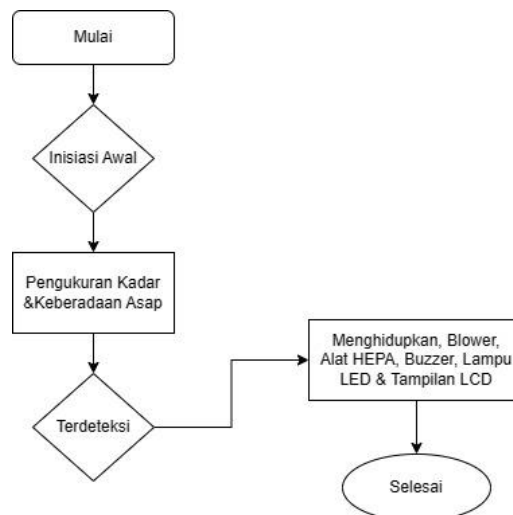 Mulai
Inisiasi Awal
Pengukuran Kadar
&Keberadaan Asap
Terdeteksi
Menghidupkan, Blower,
Alat HEPA, Buzzer, Lampu
LED & Tampilan LCD
Selesai